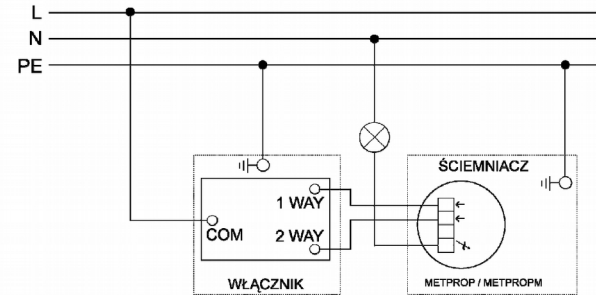 L
N
PE
ŚCIEMNIACZ
1 WAY
COM
2 WAY
WŁĄCZNIK
METPROP / METPROPM